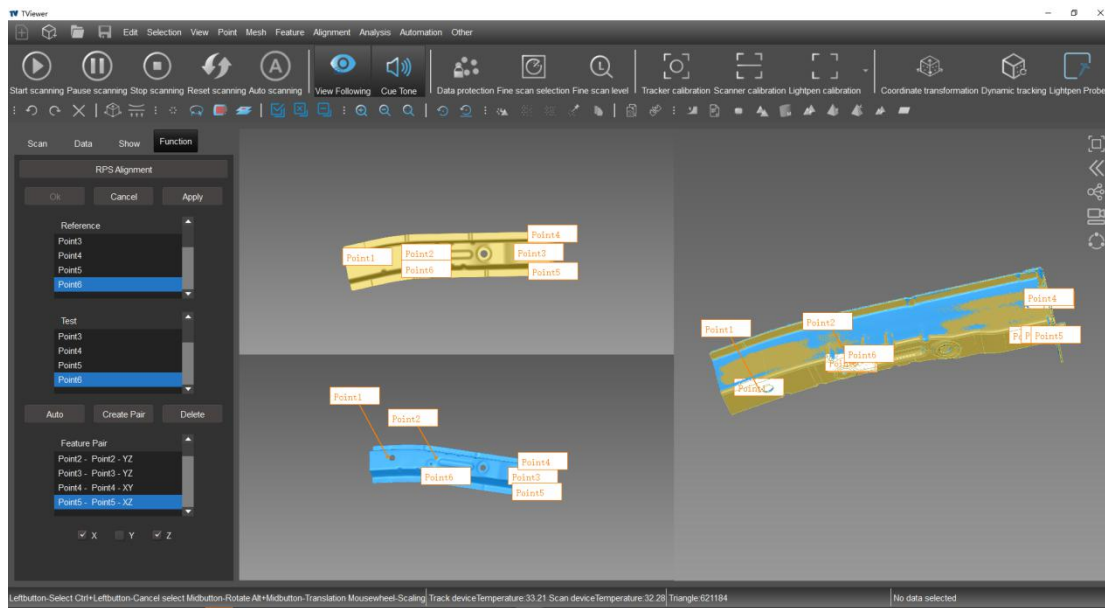 TViewer
Edit Selection View Point Mesh Feature Alignment Analysis Automation Other
Start scanning Pause scanning Stop scanning Reset scanning Auto scanning View Following Cue Tone Data protection Fine scan selection Fine scan level Tracker calibration Scanner calibration Lightpen calibration Coordinate transformation Dynamic tracking Lightpen Probe
Scan Data Show Function
RPS Alignment
Ok Cancel Apply
Reference
Point3
Point4
Point5
Point6
Test
Point3
Point4
Point5
Point6
Auto Create Pair Delete
Feature Pair
Point2 - Point2 - YZ
Point3 - Point3 - YZ
Point4 - Point4 - XY
Point5 - Point5 - XZ
X Y Z
Point4
Point1 Point2 Point3
Point6 Point5
Point1
Point2
Point4
Point6 Point3
Point5
Point4
Point1 Point2
Point5
Point6
Leftbutton-Select Ctrl+Leftbutton-Cancel select Midbutton-Rotate Alt+Midbutton-Translation Mousewheel-Scaling Track deviceTemperature:33.21 Scan deviceTemperature:32.28 Triangle:621184 No data selected